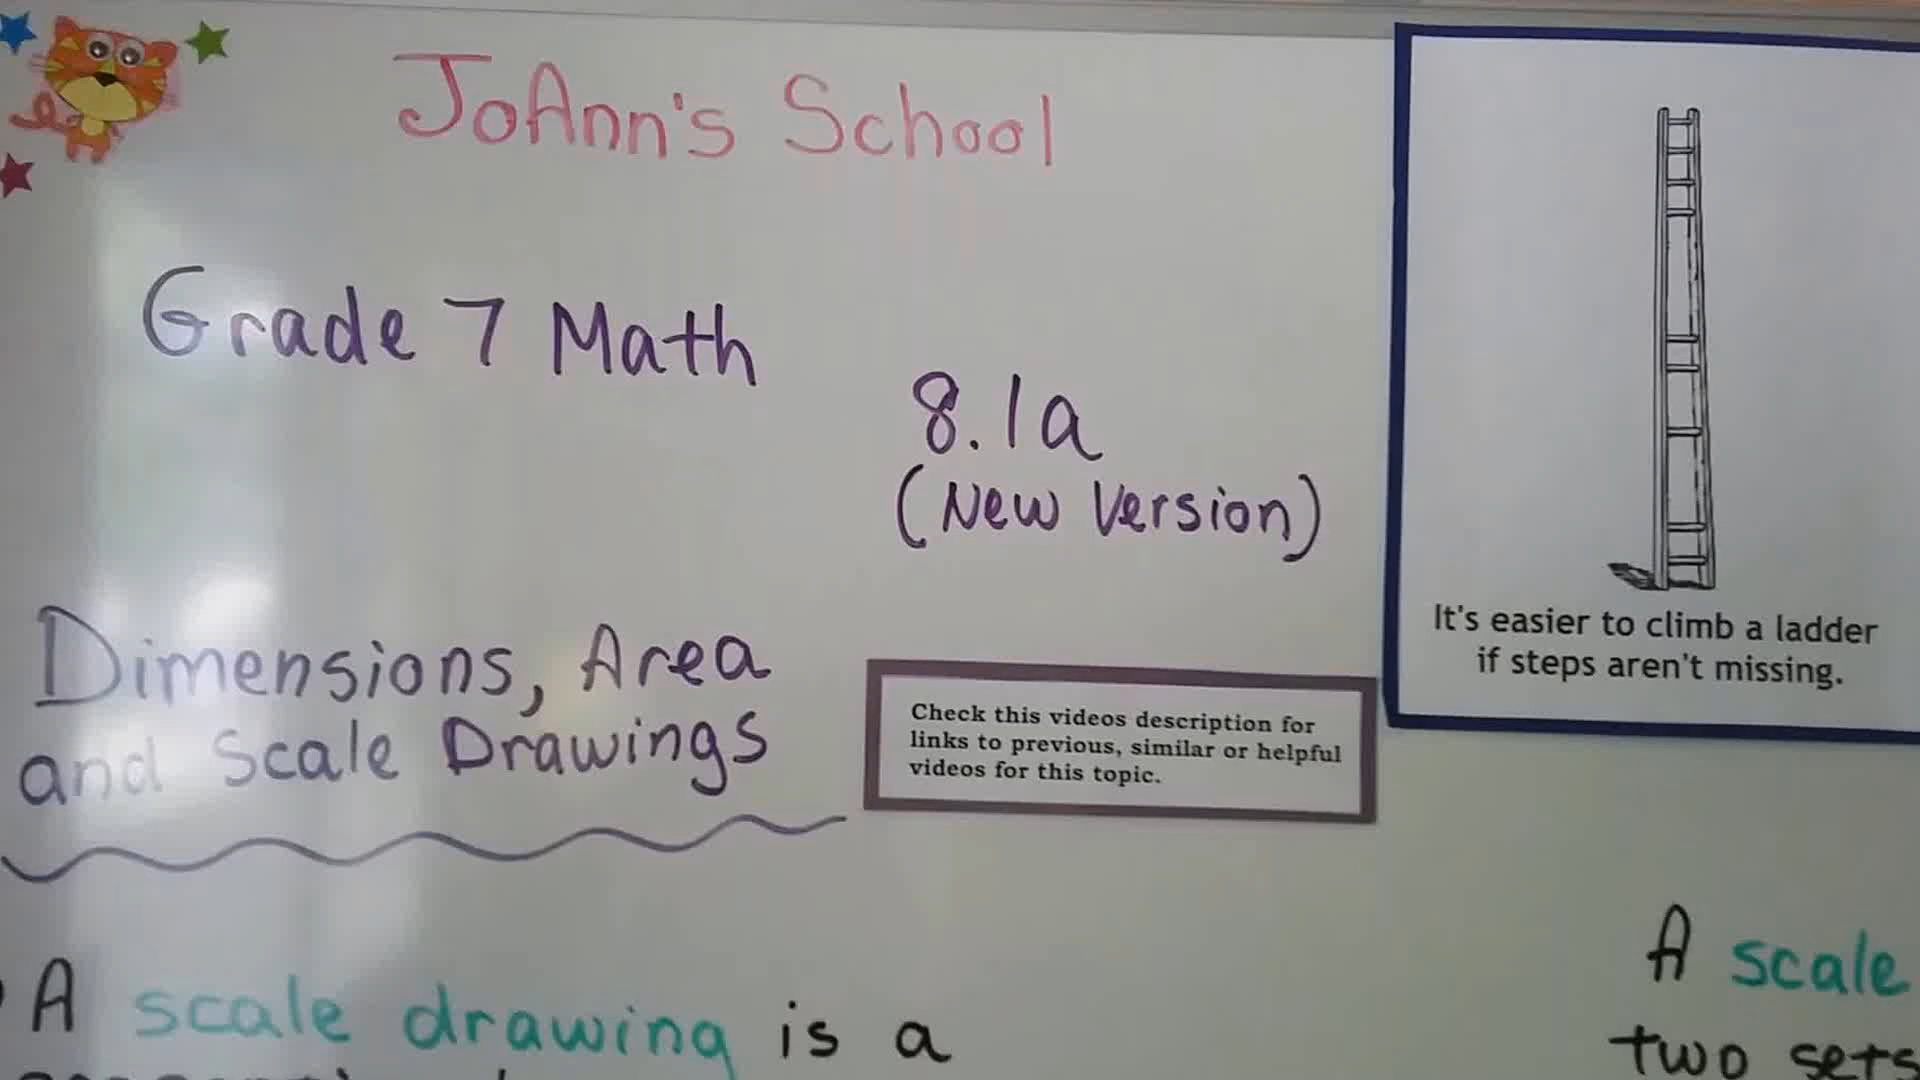 JoAnn's School
Grade 7 Math
8.1a
(New Version)
Dimensions, Area
and Scale Drawings
Check this videos description for
links to previous, similar or helpful
videos for this topic.
It's easier to climb a ladder
if steps aren't missing.
A scale drawing is a
A scale
two sets